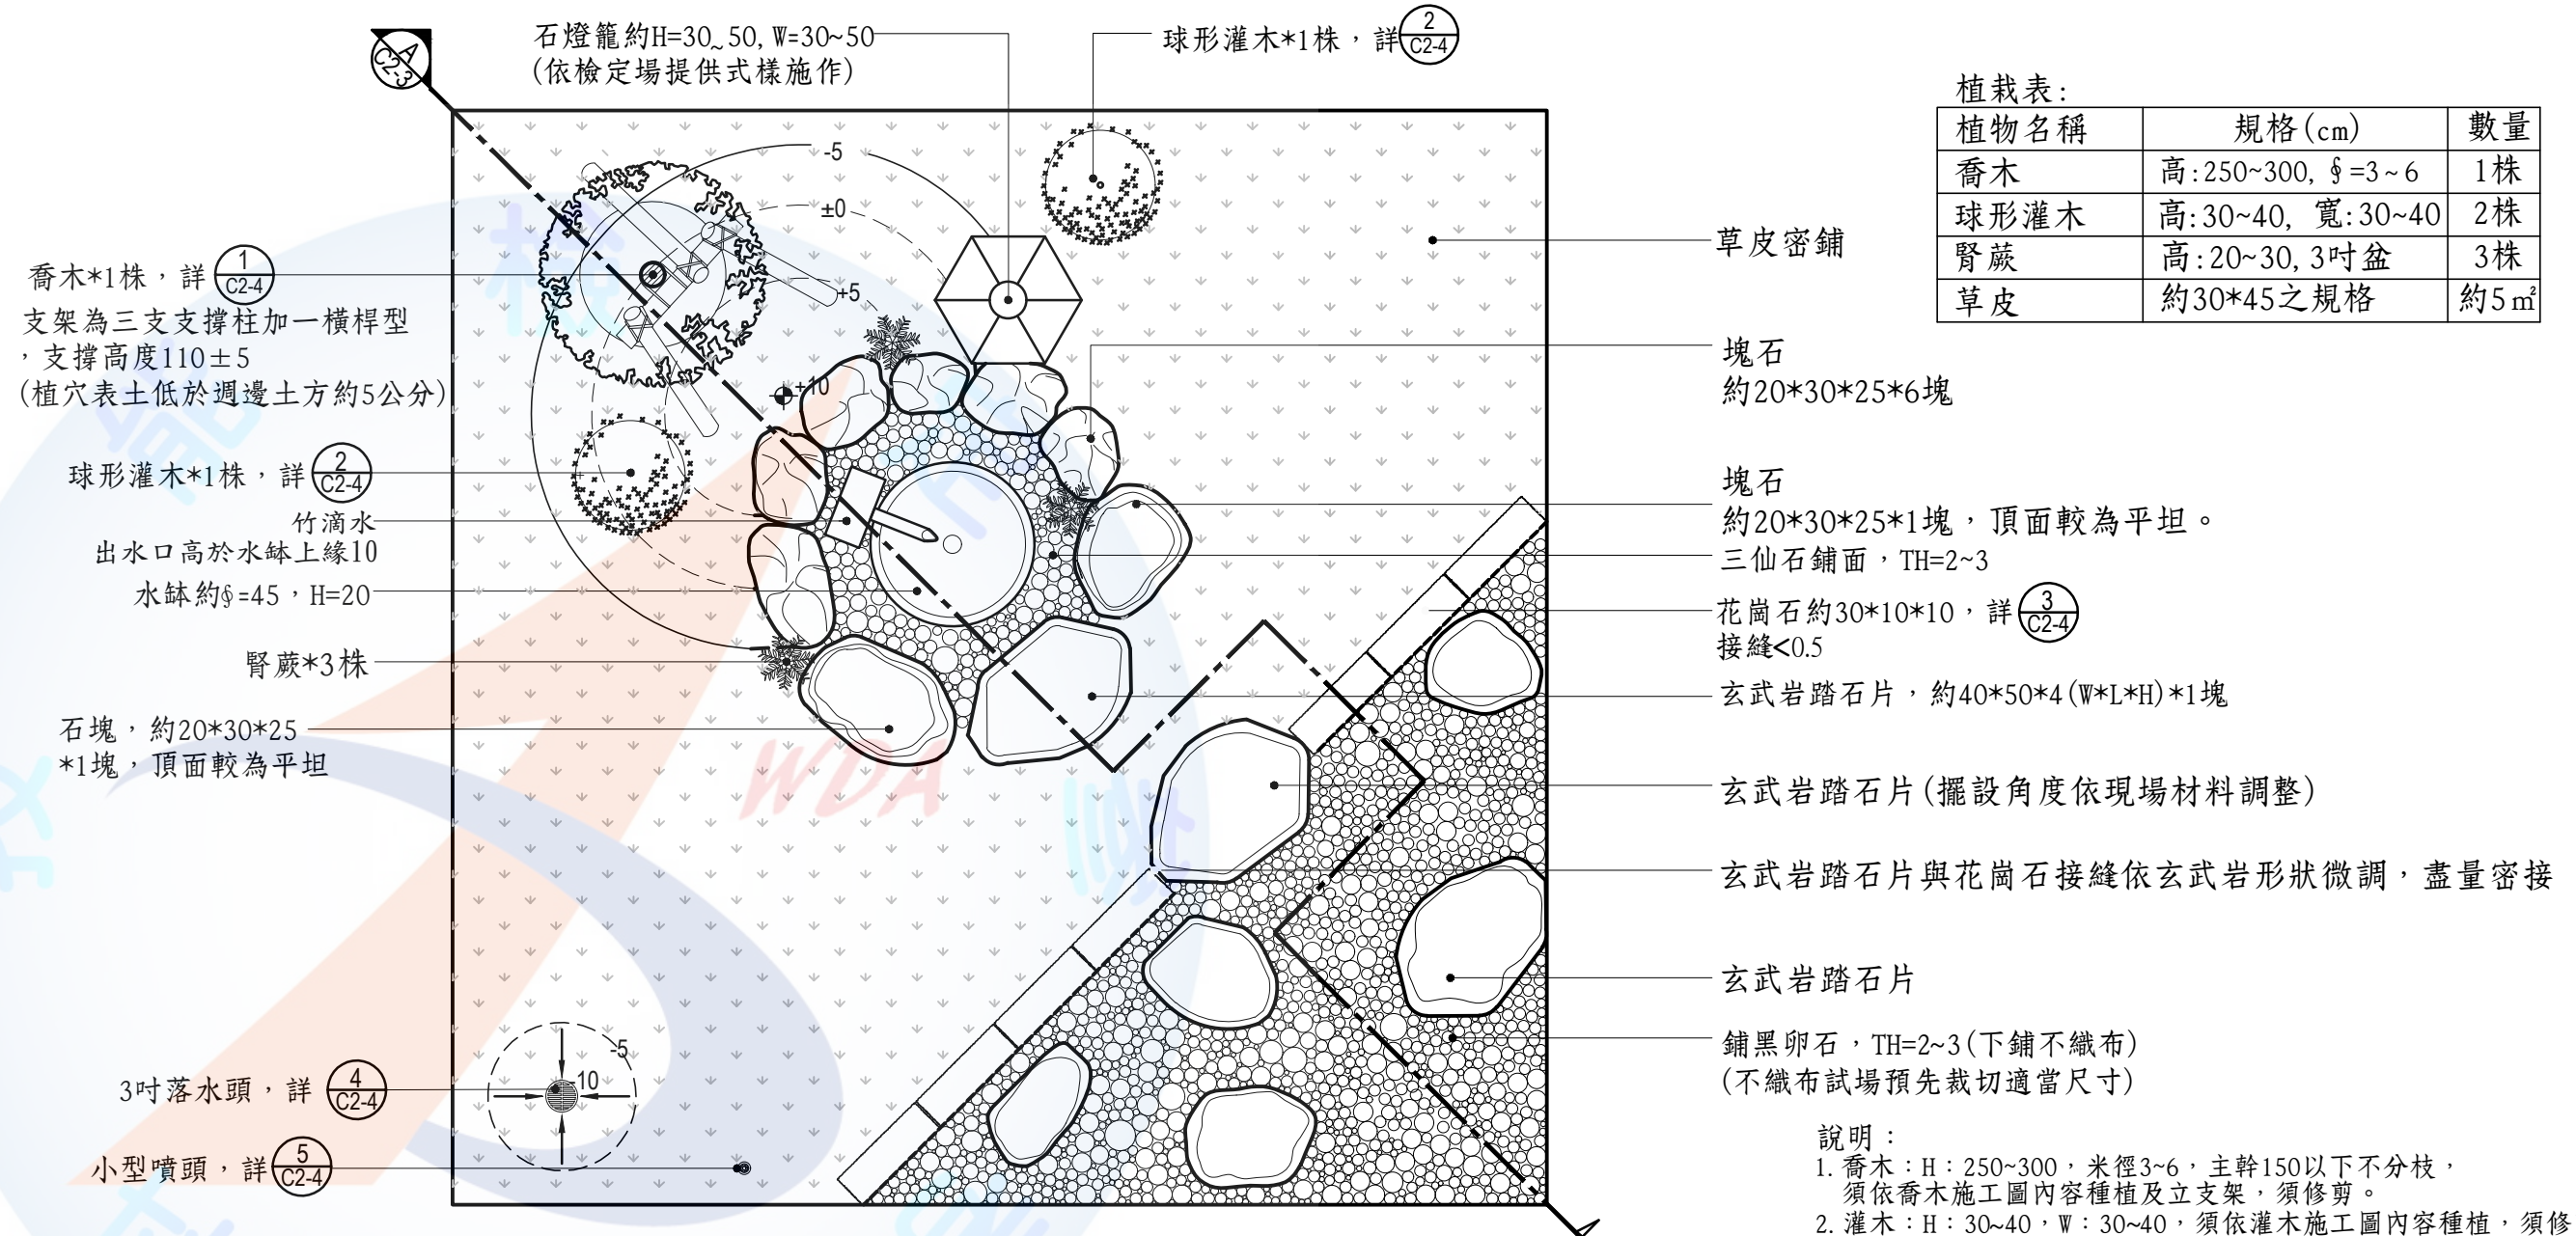 石燈籠約H=30~50, W=30~50
(依檢定場提供式樣施作)
球形灌木*1株，詳 2 C2-4
A C2-3
植栽表:
植物名稱 規格(cm) 數量
喬木 高:250~300, ∮=3~6 1株
球形灌木 高:30~40, 寬:30~40 2株
腎蕨 高:20~30, 3吋盆 3株
草皮 約30*45之規格 約5㎡
喬木*1株，詳 1 C2-4
支架為三支支撐柱加一橫桿型
，支撐高度110±5
(植穴表土低於週邊土方約5公分)
球形灌木*1株，詳 2 C2-4
竹滴水
出水口高於水缽上緣10
水缽約∮=45，H=20
腎蕨*3株
石塊，約20*30*25
*1塊，頂面較為平坦
3吋落水頭，詳 4 C2-4
小型噴頭，詳 5 C2-4
-5
±0
+5
+10
-5
-10
WDA
草皮密鋪
塊石
約20*30*25*6塊
塊石
約20*30*25*1塊，頂面較為平坦。
三仙石鋪面，TH=2~3
花崗石約30*10*10，詳 3 C2-4
接縫<0.5
玄武岩踏石片，約40*50*4(W*L*H)*1塊
玄武岩踏石片(擺設角度依現場材料調整)
玄武岩踏石片與花崗石接縫依玄武岩形狀微調，盡量密接
玄武岩踏石片
鋪黑卵石，TH=2~3(下鋪不織布)
(不織布試場預先裁切適當尺寸)
說明：
1. 喬木：H：250~300，米徑3~6，主幹150以下不分枝，
須依喬木施工圖內容種植及立支架，須修剪。
2. 灌木：H：30~40，W：30~40，須依灌木施工圖內容種植，須修